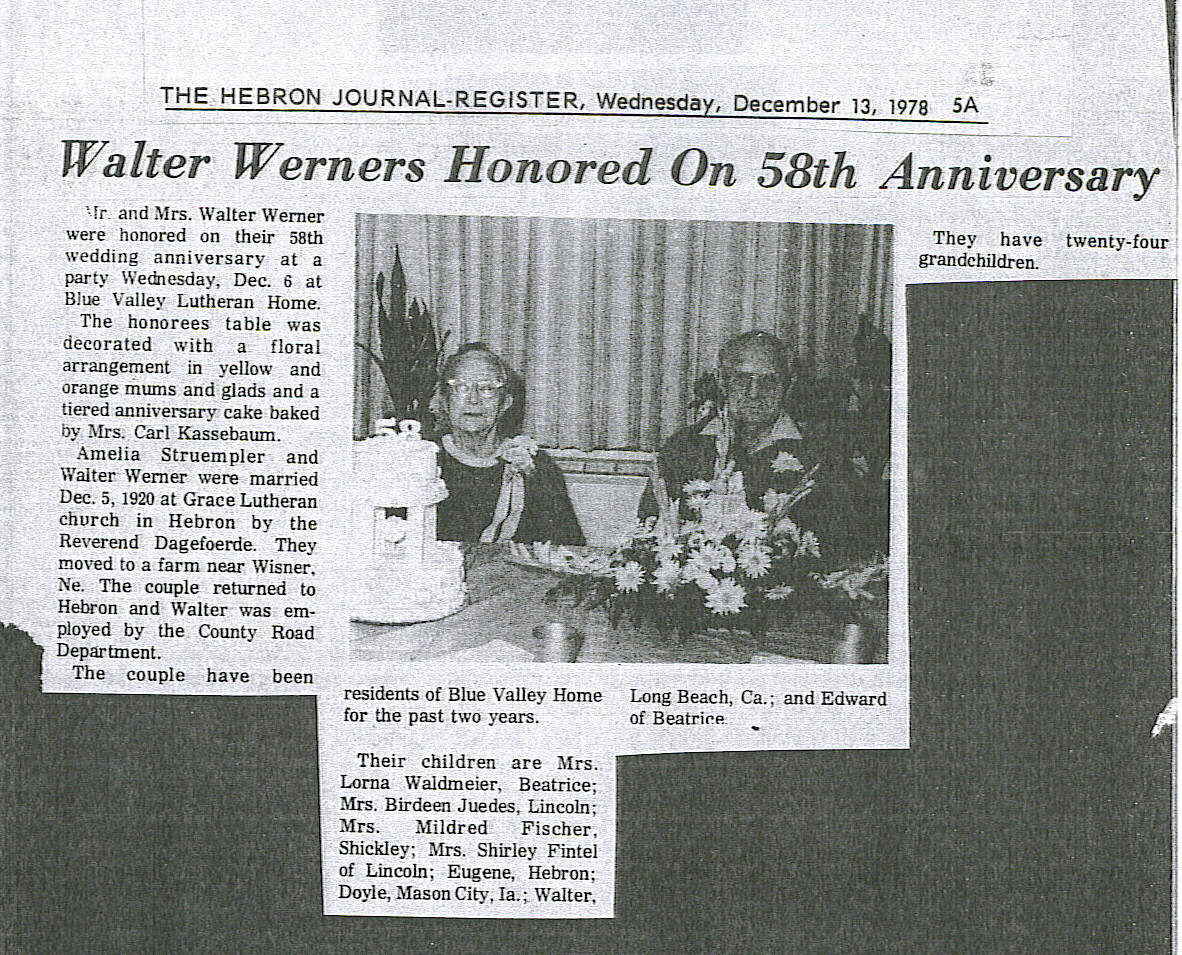 THE HEBRON JOURNAL-REGISTER, Wednesday, December 13, 1978 5A
Walter Werners Honored On 58th Anniversary
Mr. and Mrs. Walter Werner
were honored on their 58th
wedding anniversary at a
party Wednesday, Dec. 6 at
Blue Valley Lutheran Home.
The honorees table was
decorated with a floral
arrangement in yellow and
orange mums and glads and a
tiered anniversary cake baked
by Mrs. Carl Kassebaum.
Amelia Struempler and
Walter Werner were married
Dec. 5, 1920 at Grace Lutheran
church in Hebron by the
Reverend Dagefoerde. They
moved to a farm near Wisner,
Ne. The couple returned to
Hebron and Walter was em-
ployed by the County Road
Department.
The couple have been
residents of Blue Valley Home
for the past two years.
Their children are Mrs.
Lorna Waldmeier, Beatrice;
Mrs. Birdeen Juedes, Lincoln;
Mrs. Mildred Fischer,
Shickley; Mrs. Shirley Fintel
of Lincoln; Eugene, Hebron;
Doyle, Mason City, Ia.; Walter,
Long Beach, Ca.; and Edward
of Beatrice
They have twenty-four
grandchildren.
58